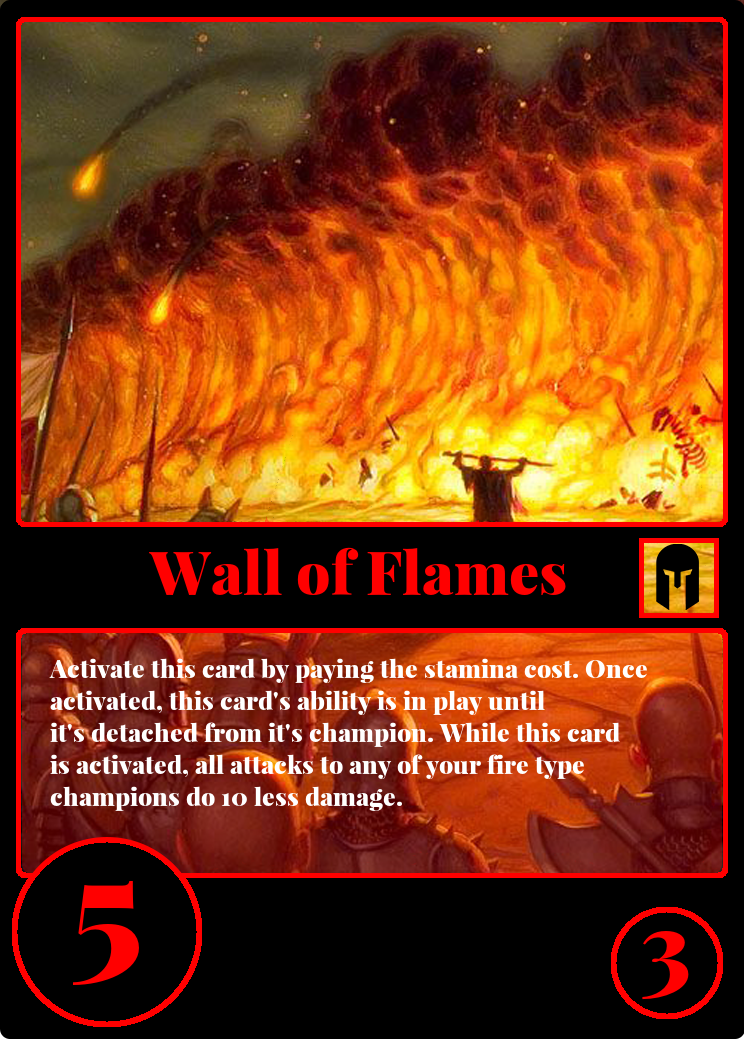 Wall of Flames
Activate this card by paying the stamina cost. Once
activated, this card's ability is in play until
it's detached from it's champion. While this card
is activated, all attacks to any of your fire type
champions do 10 less damage.
5
3